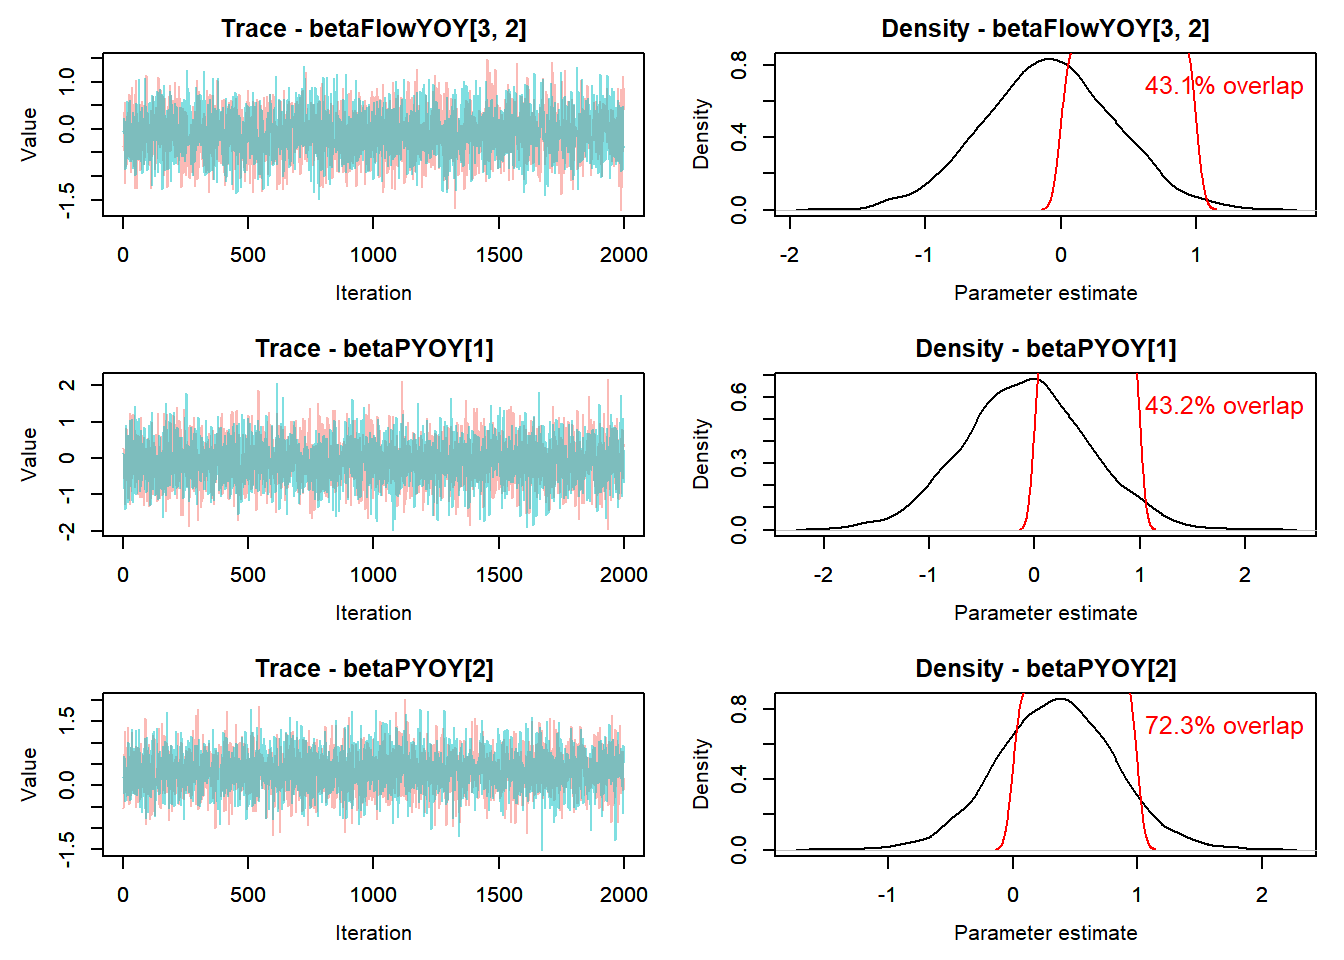 Trace - betaFlowYOY[3, 2]
Value
-1.5
0.0
1.0
0
500
1000
1500
2000
Iteration
Density - betaFlowYOY[3, 2]
Density
0.0
0.4
0.8
43.1% overlap
-2
-1
0
1
Parameter estimate
Trace - betaPYOY[1]
Value
-2
-1
0
1
2
0
500
1000
1500
2000
Iteration
Density - betaPYOY[1]
Density
0.0
0.3
0.6
43.2% overlap
-2
-1
0
1
2
Parameter estimate
Trace - betaPYOY[2]
Value
-1.5
0.0
1.5
0
500
1000
1500
2000
Iteration
Density - betaPYOY[2]
Density
0.0
0.4
0.8
72.3% overlap
-1
0
1
2
Parameter estimate